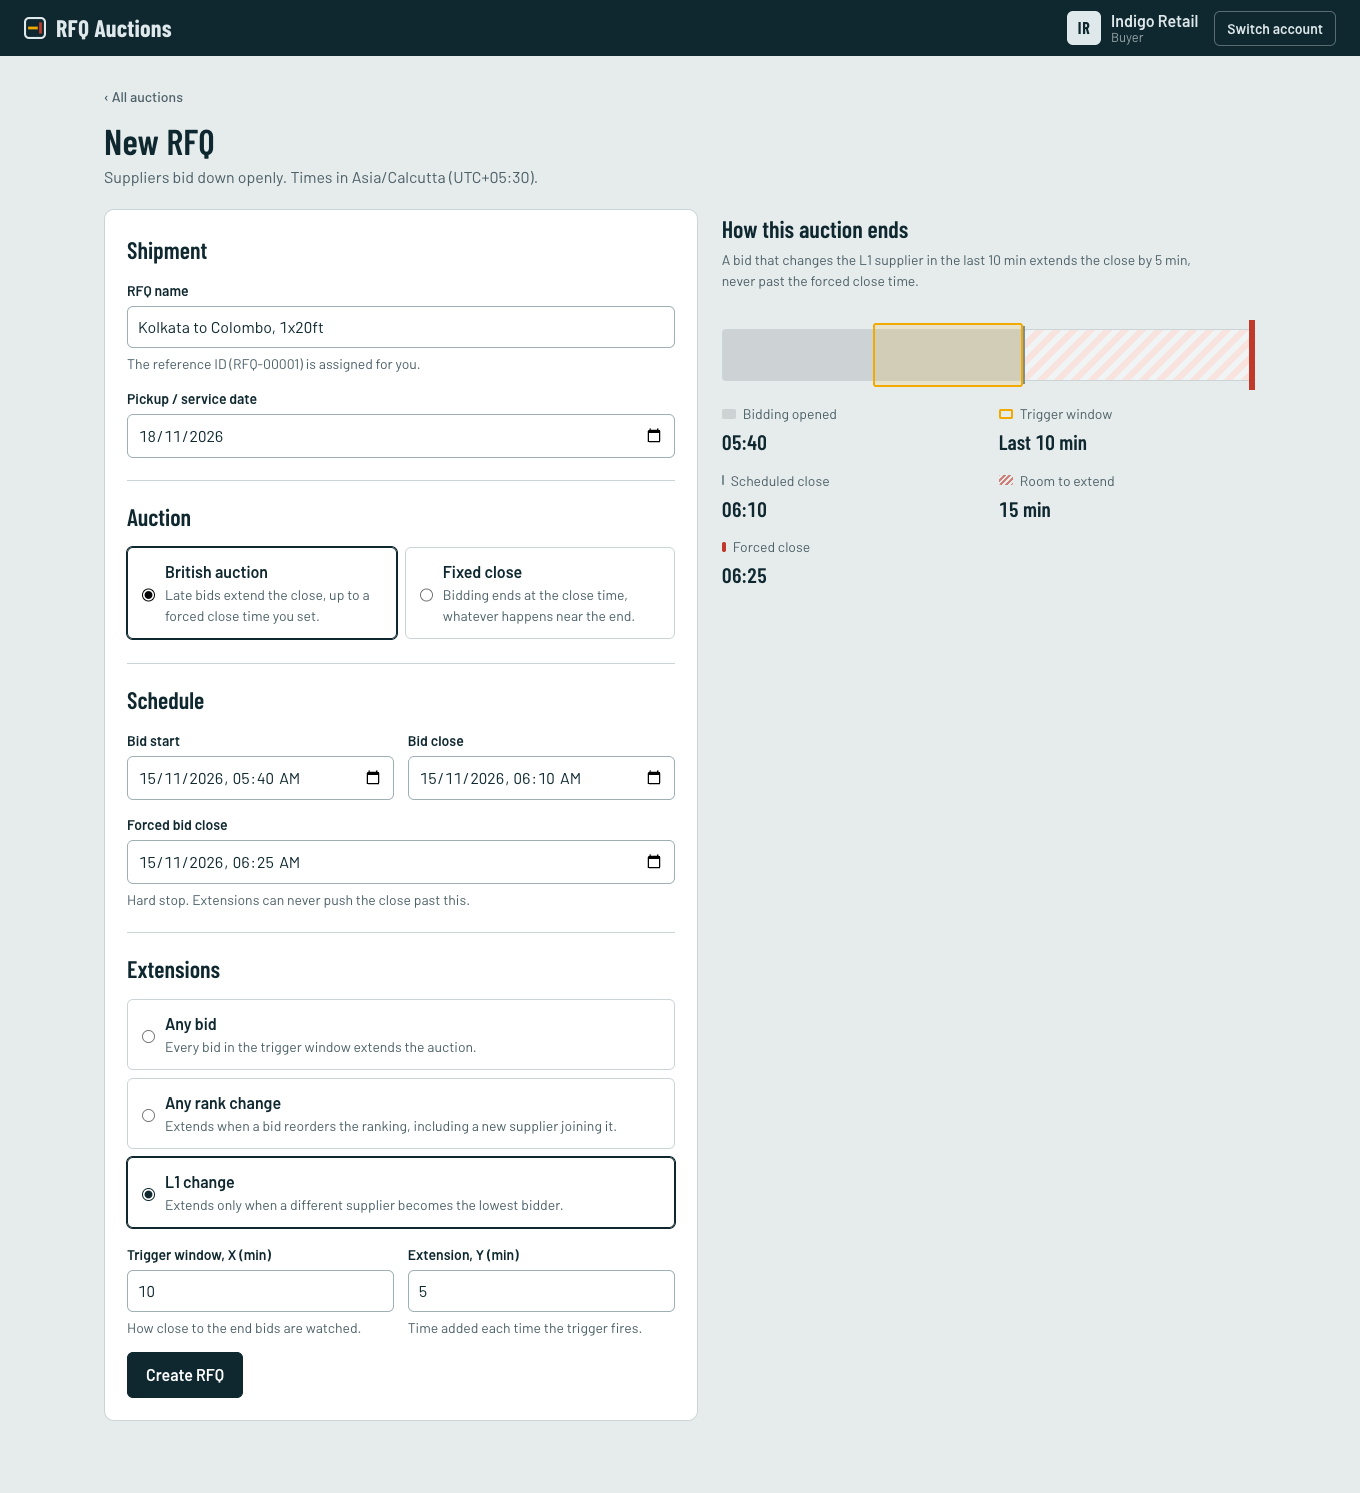 RFQ Auctions
IR
Indigo Retail
Buyer
Switch account
‹ All auctions
New RFQ
Suppliers bid down openly. Times in Asia/Calcutta (UTC+05:30).
Shipment
RFQ name
Kolkata to Colombo, 1x20ft
The reference ID (RFQ-00001) is assigned for you.
Pickup / service date
18/11/2026
Auction
British auction
Late bids extend the close, up to a
forced close time you set.
Fixed close
Bidding ends at the close time,
whatever happens near the end.
Schedule
Bid start
15/11/2026, 05:40 AM
Bid close
15/11/2026, 06:10 AM
Forced bid close
15/11/2026, 06:25 AM
Hard stop. Extensions can never push the close past this.
Extensions
Any bid
Every bid in the trigger window extends the auction.
Any rank change
Extends when a bid reorders the ranking, including a new supplier joining it.
L1 change
Extends only when a different supplier becomes the lowest bidder.
Trigger window, X (min)
10
How close to the end bids are watched.
Extension, Y (min)
5
Time added each time the trigger fires.
Create RFQ
How this auction ends
A bid that changes the L1 supplier in the last 10 min extends the close by 5 min,
never past the forced close time.
Bidding opened
05:40
Trigger window
Last 10 min
Scheduled close
06:10
Room to extend
15 min
Forced close
06:25